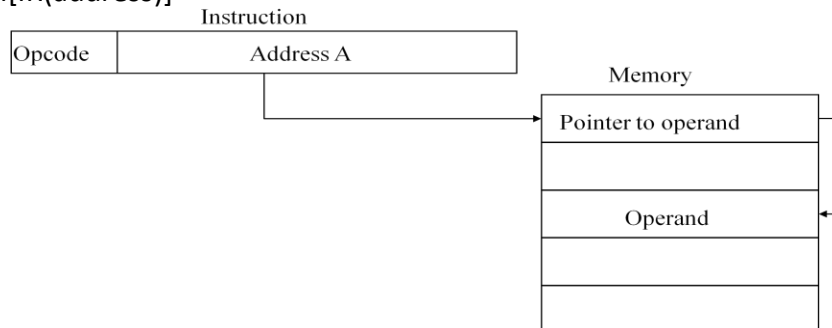 Instruction
Opcode Address A
Memory
Pointer to operand
Operand